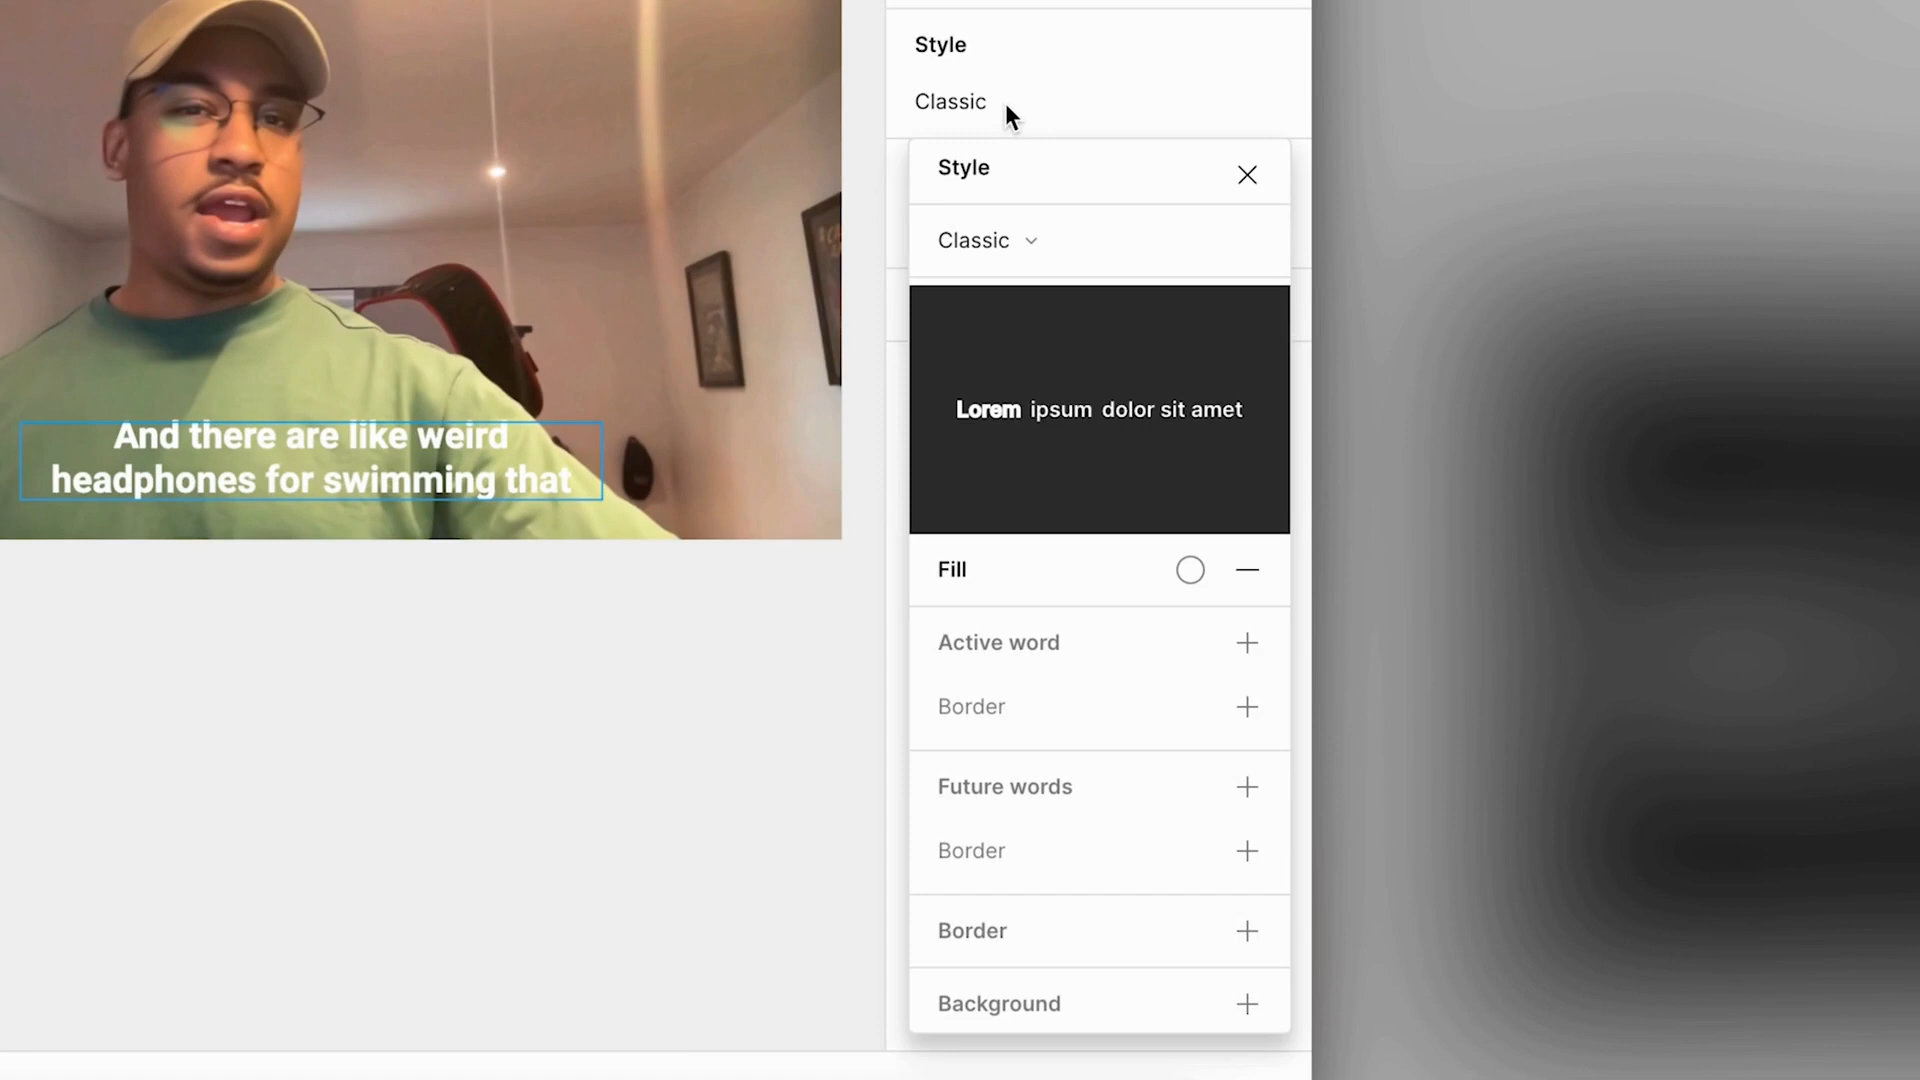 Style
Classic
Style
Classic
Lorem ipsum dolor sit amet
And there are like weird
headphones for swimming that
Fill
Active word
Border
Future words
Border
Border
Background